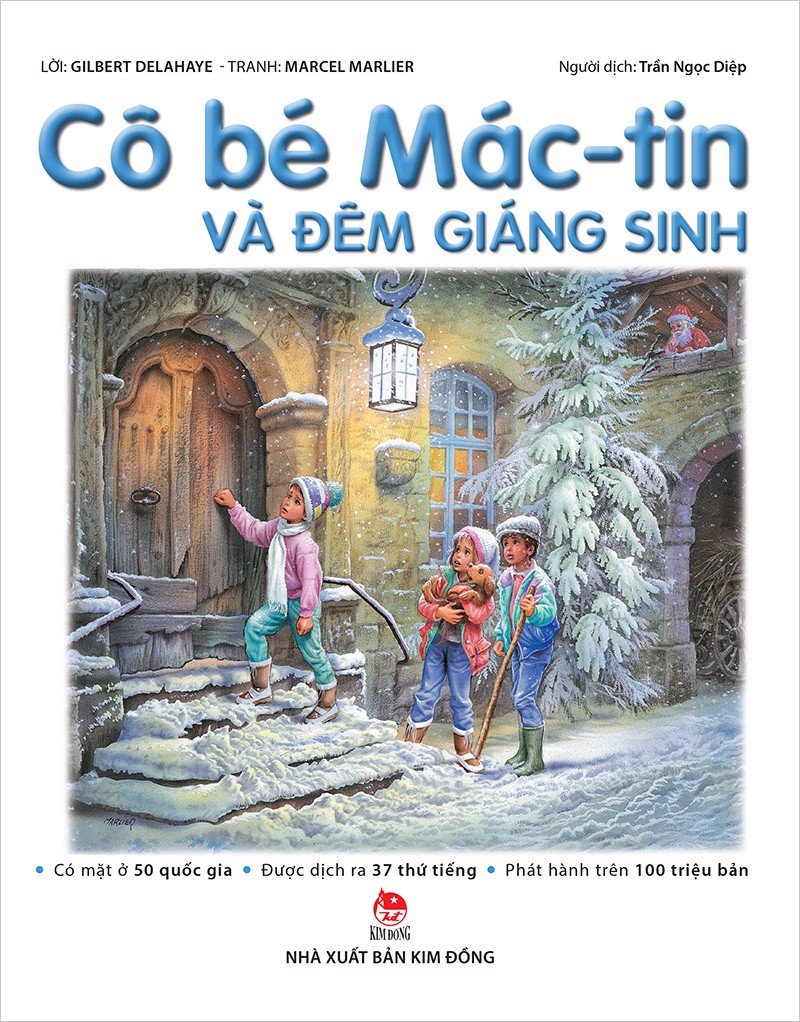 LỜI: GILBERT DELAHAYE - TRANH: MARCEL MARLIER
Người dịch: Trần Ngọc Diệp
Cô bé Mác-tin
VÀ ĐÊM GIÁNG SINH
MARLIER
• Có mặt ở 50 quốc gia • Được dịch ra 37 thứ tiếng • Phát hành trên 100 triệu bản
kđ
KIM ĐỒNG
NHÀ XUẤT BẢN KIM ĐỒNG